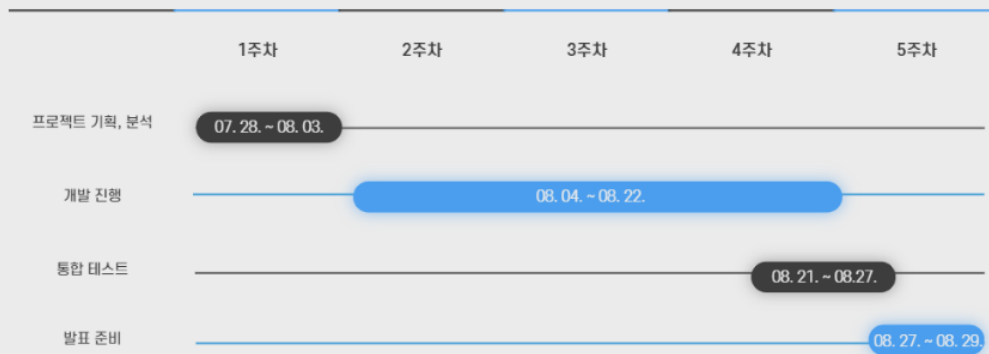 1주차 2주차 3주차 4주차 5주차
프로젝트 기획, 분석 07. 28. ~ 08. 03.
개발 진행 08. 04. ~ 08. 22.
통합 테스트 08. 21. ~ 08.27.
발표 준비 08. 27. ~ 08. 29.